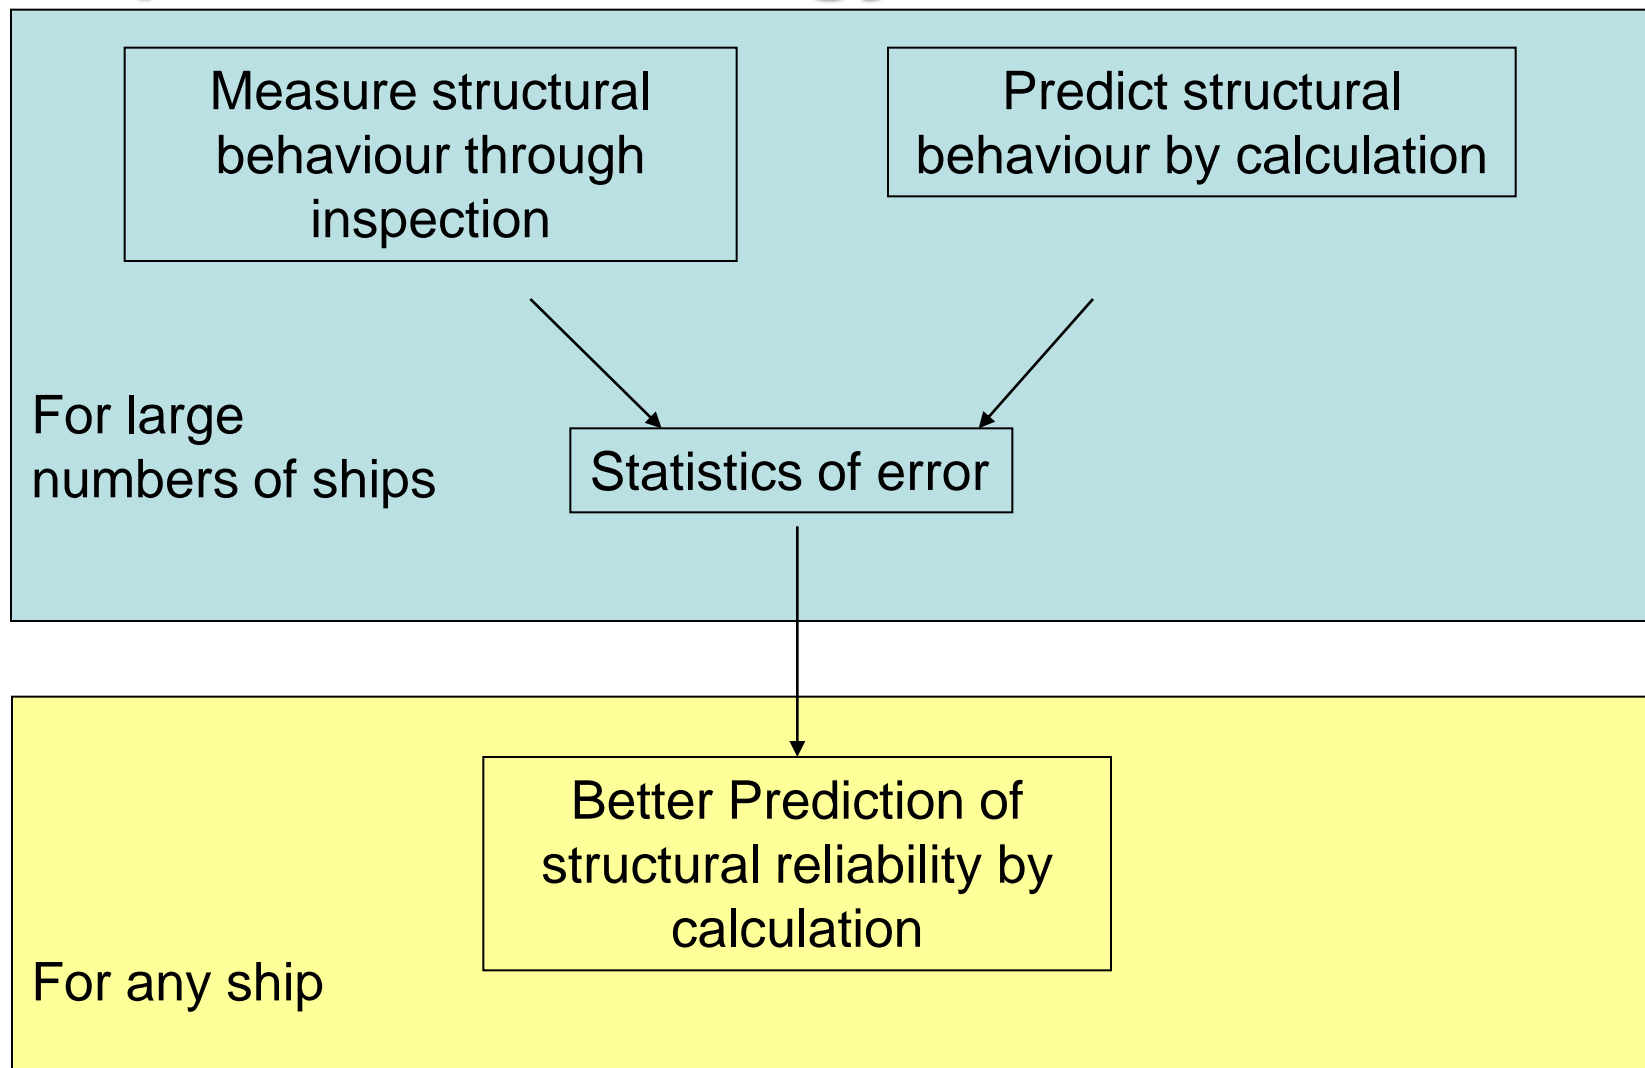 Measure structural
behaviour through
inspection
Predict structural
behaviour by calculation
For large
numbers of ships
Statistics of error
Better Prediction of
structural reliability by
calculation
For any ship